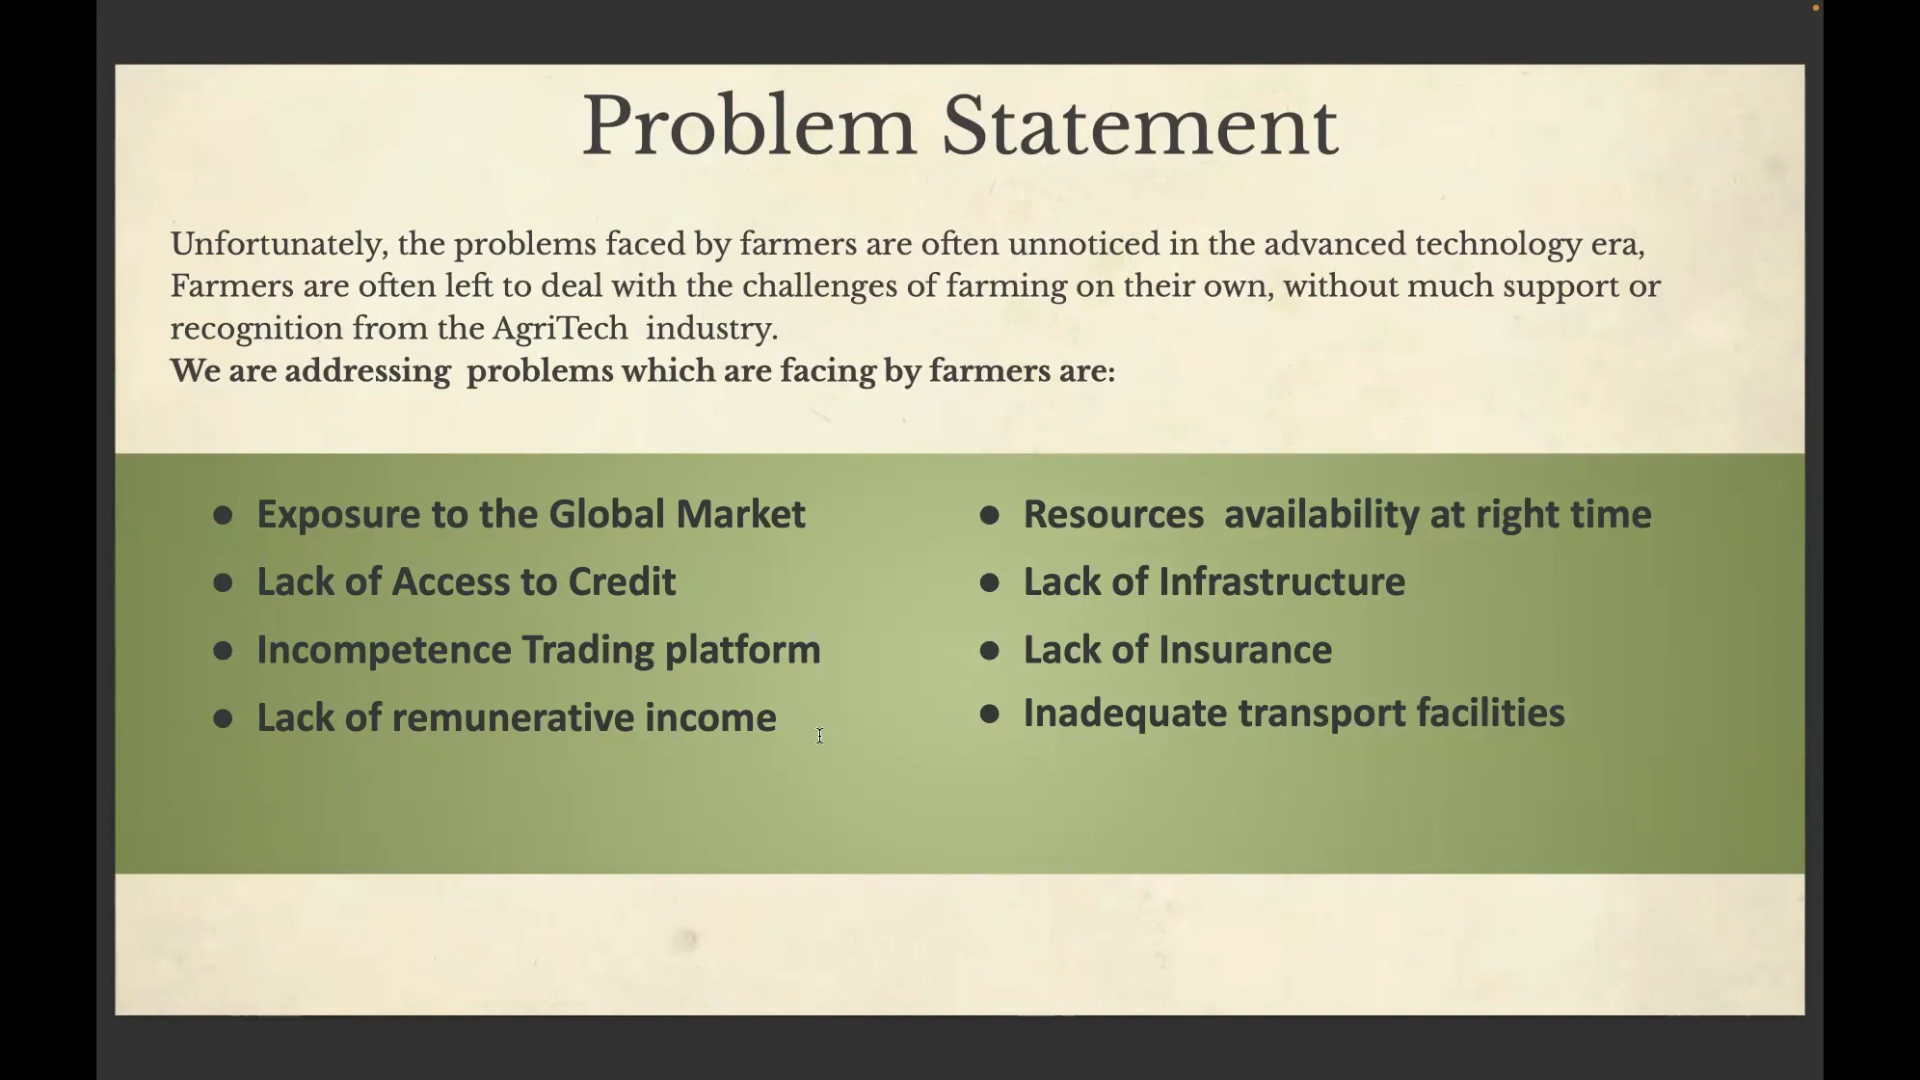 Problem Statement
Unfortunately, the problems faced by farmers are often unnoticed in the advanced technology era,
Farmers are often left to deal with the challenges of farming on their own, without much support or
recognition from the AgriTech  industry.
We are addressing  problems which are facing by farmers are:
● Exposure to the Global Market
● Lack of Access to Credit
● Incompetence Trading platform
● Lack of remunerative income
● Resources  availability at right time
● Lack of Infrastructure
● Lack of Insurance
● Inadequate transport facilities